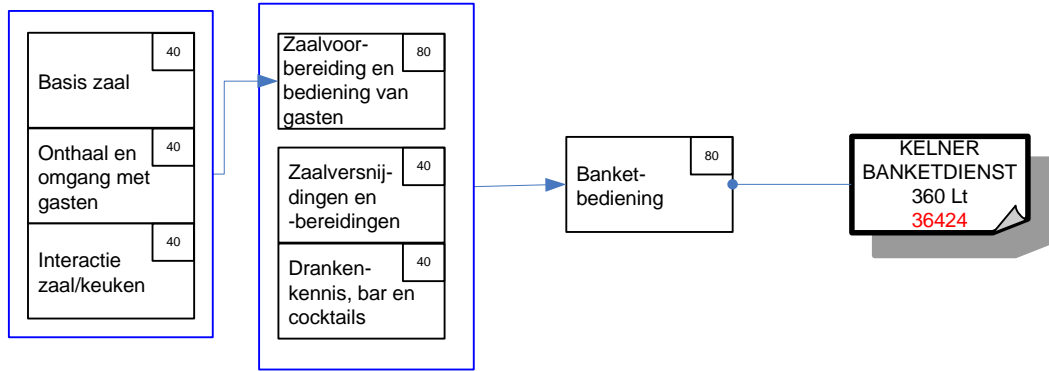 40
Basis zaal
40
Onthaal en
omgang met
gasten
40
Interactie
zaal/keuken
80
Zaalvoor-
bereiding en
bediening van
gasten
40
Zaalversnij-
dingen en
-bereidingen
40
Dranken-
kennis, bar en
cocktails
80
Banket-
bediening
KELNER
BANKETDIENST
360 Lt
36424